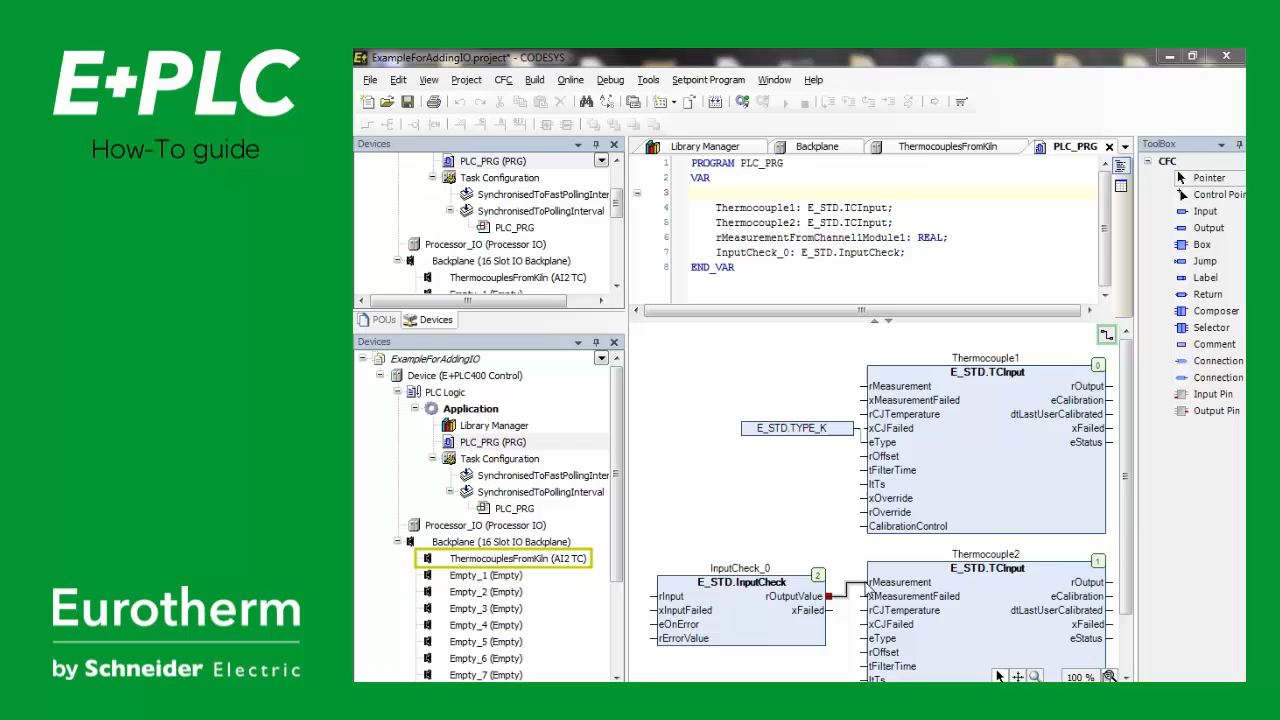 E+PLC
How-To guide
Eurotherm
by Schneider Electric
ExampleForAddingIO.project* - CODESYS
File Edit View Project CFC Build Online Debug Tools Setpoint Program Window Help
Devices
PLC_PRG (PRG)
Task Configuration
SynchronisedToFastPollingInter
SynchronisedToPollingInterval
PLC_PRG
Processor_IO (Processor IO)
Backplane (16 Slot IO Backplane)
ThermocouplesFromKiln (AI2 TC)
POUs Devices
Devices
ExampleForAddingIO
Device (E+PLC400 Control)
PLC Logic
Application
Library Manager
PLC_PRG (PRG)
Task Configuration
SynchronisedToFastPollingInter
SynchronisedToPollingInterval
PLC_PRG
Processor_IO (Processor IO)
Backplane (16 Slot IO Backplane)
ThermocouplesFromKiln (AI2 TC)
Empty_1 (Empty)
Empty_2 (Empty)
Empty_3 (Empty)
Empty_4 (Empty)
Empty_5 (Empty)
Empty_6 (Empty)
Empty_7 (Empty)
Library Manager Backplane ThermocouplesFromKiln PLC_PRG
1 PROGRAM PLC_PRG
2 VAR
3
4 Thermocouple1: E_STD.TCInput;
5 Thermocouple2: E_STD.TCInput;
6 rMeasurementFromChannel1Module1: REAL;
7 InputCheck_0: E_STD.InputCheck;
8 END_VAR
Thermocouple1
0
E_STD.TCInput
rMeasurement rOutput
xMeasurementFailed eCalibration
rCJTemperature dtLastUserCalibrated
xCJFailed xFailed
eType eStatus
rOffset
tFilterTime
ltTs
xOverride
rOverride
CalibrationControl
E_STD.TYPE_K
InputCheck_0
2
E_STD.InputCheck
rInput rOutputValue
xInputFailed xFailed
eOnError
rErrorValue
Thermocouple2
1
E_STD.TCInput
rMeasurement rOutput
xMeasurementFailed eCalibration
rCJTemperature dtLastUserCalibrated
xCJFailed xFailed
eType eStatus
rOffset
tFilterTime
ltTs
100 %
ToolBox
CFC
Pointer
Control Poin
Input
Output
Box
Jump
Label
Return
Composer
Selector
Comment
Connection
Connection
Input Pin
Output Pin